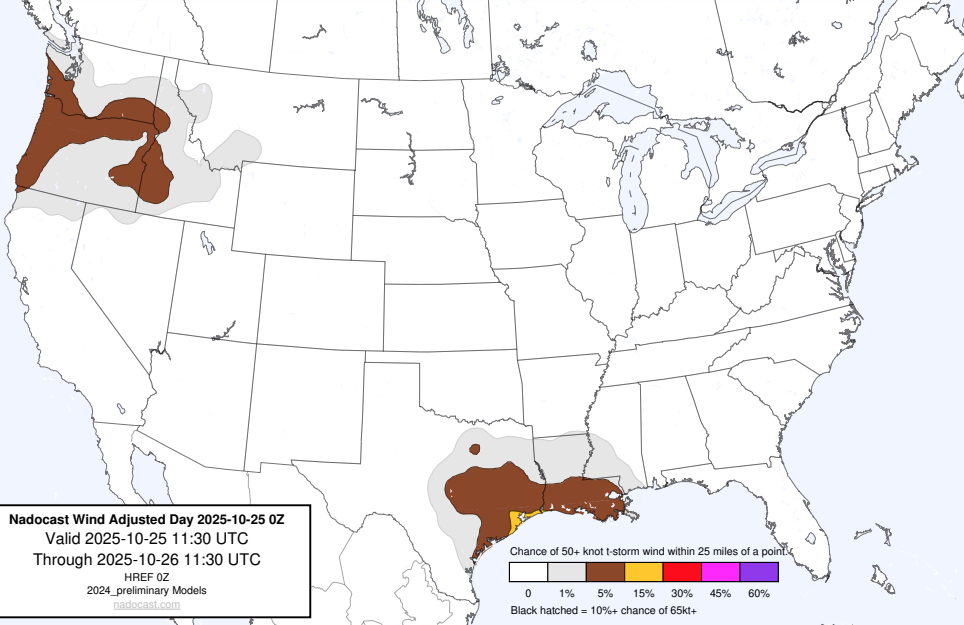 Nadocast Wind Adjusted Day 2025-10-25 0Z
Valid 2025-10-25 11:30 UTC
Through 2025-10-26 11:30 UTC
HREF 0Z
2024_preliminary Models
nadocast.com
Chance of 50+ knot t-storm wind within 25 miles of a point.
0 1% 5% 15% 30% 45% 60%
Black hatched = 10%+ chance of 65kt+